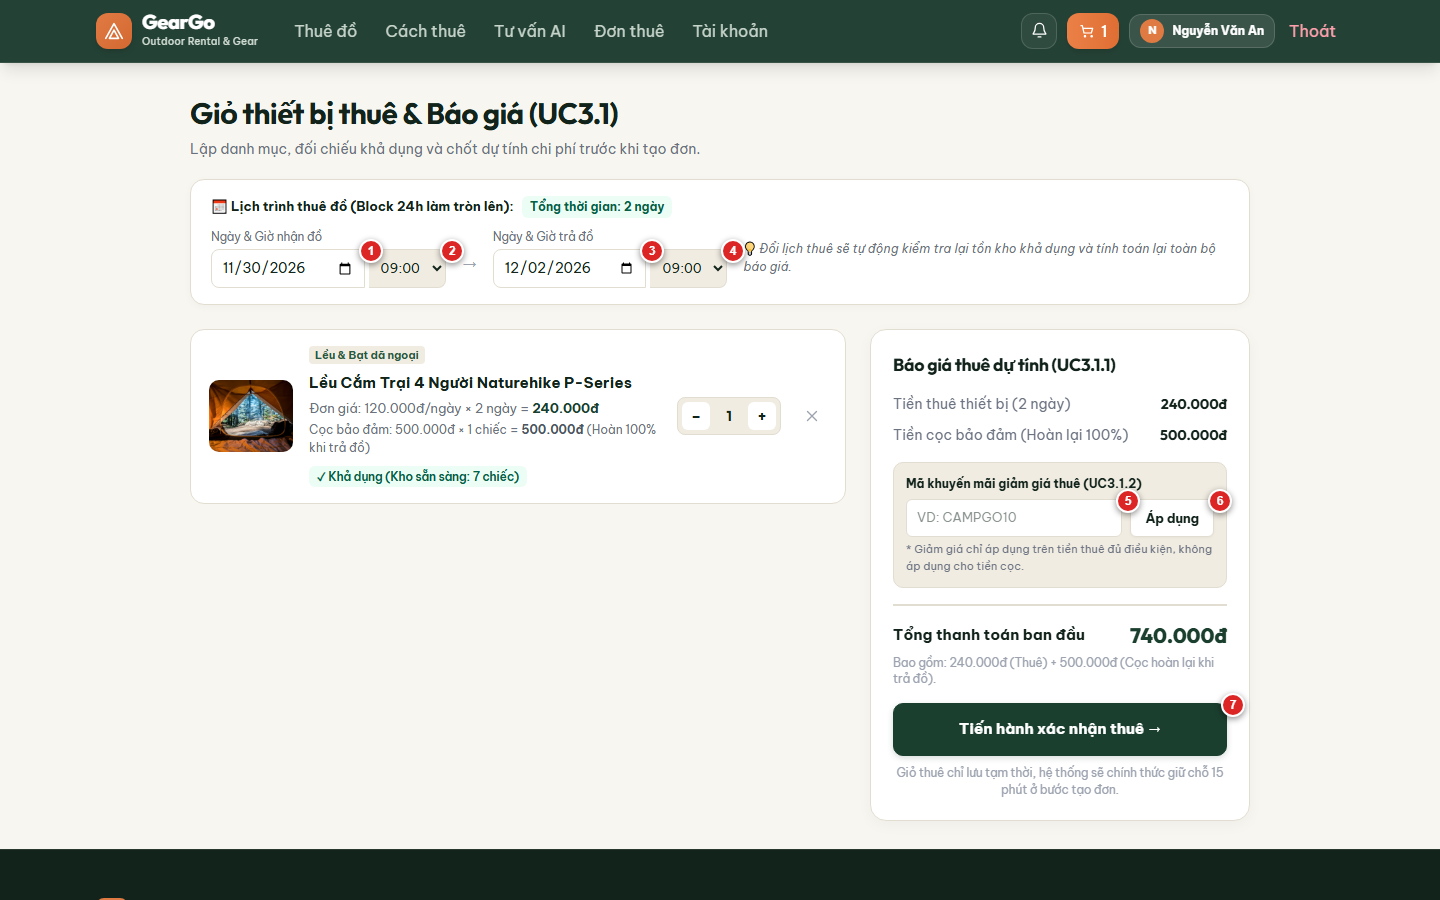 GearGo
Outdoor Rental & Gear
Thuê đồ
Cách thuê
Tư vấn AI
Đơn thuê
Tài khoản
1
N
Nguyễn Văn An
Thoát
Giỏ thiết bị thuê & Báo giá (UC3.1)
Lập danh mục, đối chiếu khả dụng và chốt dự tính chi phí trước khi tạo đơn.
Lịch trình thuê đồ (Block 24h làm tròn lên):
Tổng thời gian: 2 ngày
Ngày & Giờ nhận đồ
1
2
11/30/2026
09:00
→
Ngày & Giờ trả đồ
3
4
12/02/2026
09:00
Đổi lịch thuê sẽ tự động kiểm tra lại tồn kho khả dụng và tính toán lại toàn bộ
báo giá.
Lều & Bạt dã ngoại
Lều Cắm Trại 4 Người Naturehike P-Series
Đơn giá: 120.000đ/ngày × 2 ngày = 240.000đ
Cọc bảo đảm: 500.000đ × 1 chiếc = 500.000đ (Hoàn 100%
khi trả đồ)
✓ Khả dụng (Kho sẵn sàng: 7 chiếc)
− 1 +
×
Báo giá thuê dự tính (UC3.1.1)
Tiền thuê thiết bị (2 ngày)
240.000đ
Tiền cọc bảo đảm (Hoàn lại 100%)
500.000đ
Mã khuyến mãi giảm giá thuê (UC3.1.2)
5
6
VD: CAMPGO10
Áp dụng
* Giảm giá chỉ áp dụng trên tiền thuê đủ điều kiện, không
áp dụng cho tiền cọc.
Tổng thanh toán ban đầu
740.000đ
Bao gồm: 240.000đ (Thuê) + 500.000đ (Cọc hoàn lại khi
trả đồ).
7
Tiến hành xác nhận thuê →
Giỏ thuê chỉ lưu tạm thời, hệ thống sẽ chính thức giữ chỗ 15
phút ở bước tạo đơn.